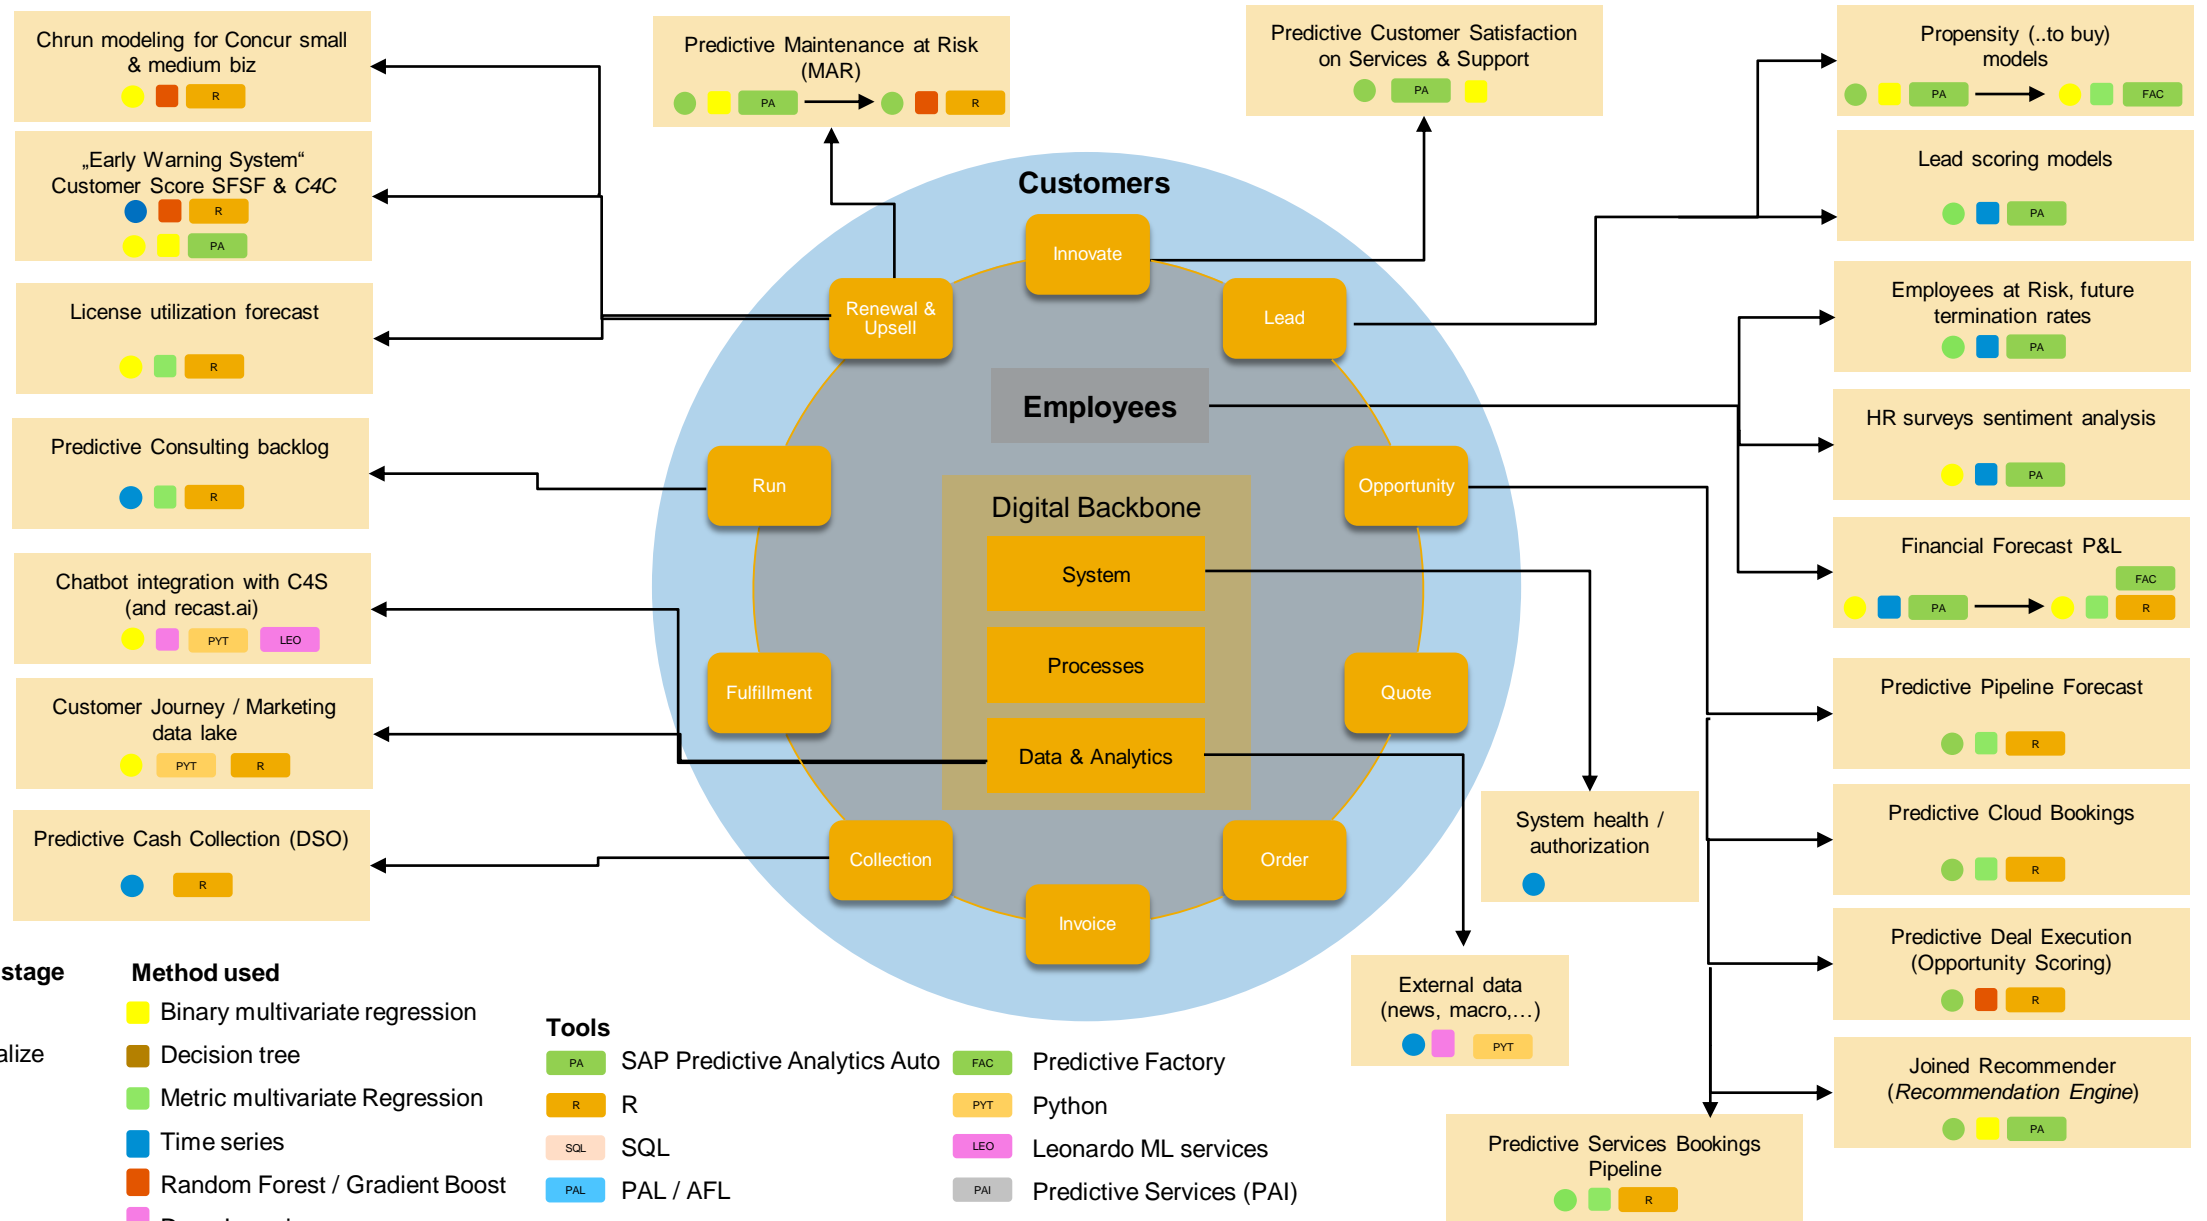 Chrun modeling for Concur small
& medium biz
R
„Early Warning System“
Customer Score SFSF & C4C
R
PA
License utilization forecast
R
Predictive Consulting backlog
R
Chatbot integration with C4S
(and recast.ai)
PYT LEO
Customer Journey / Marketing
data lake
PYT R
Predictive Cash Collection (DSO)
R
Predictive Maintenance at Risk
(MAR)
PA R
Predictive Customer Satisfaction
on Services & Support
PA
Customers
Innovate
Renewal &
Upsell
Lead
Employees
Run
Opportunity
Digital Backbone
System
Processes
Data & Analytics
Fulfillment
Quote
Collection
Order
Invoice
Propensity (..to buy)
models
PA FAC
Lead scoring models
PA
Employees at Risk, future
termination rates
PA
HR surveys sentiment analysis
PA
Financial Forecast P&L
FAC
PA R
Predictive Pipeline Forecast
R
Predictive Cloud Bookings
R
Predictive Deal Execution
(Opportunity Scoring)
R
Joined Recommender
(Recommendation Engine)
PA
System health /
authorization
External data
(news, macro,…)
PYT
Predictive Services Bookings
Pipeline
R
stage
alize
Method used
Binary multivariate regression
Decision tree
Metric multivariate Regression
Time series
Random Forest / Gradient Boost
Tools
PA SAP Predictive Analytics Auto
R R
SQL SQL
PAL PAL / AFL
FAC Predictive Factory
PYT Python
LEO Leonardo ML services
PAI Predictive Services (PAI)